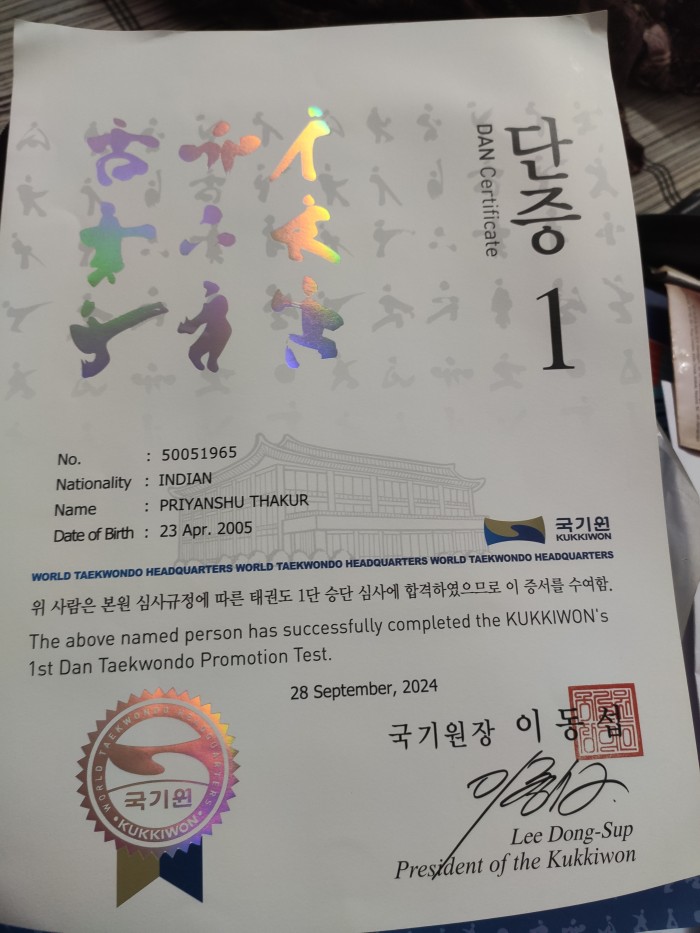 단증
DAN Certificate
1
No. : 50051965
Nationality : INDIAN
Name : PRIYANSHU THAKUR
Date of Birth : 23 Apr. 2005
국기원
KUKKIWON
WORLD TAEKWONDO HEADQUARTERS WORLD TAEKWONDO HEADQUARTERS WORLD TAEKWONDO HEADQUARTERS
위 사람은 본원 심사규정에 따른 태권도 1단 승단 심사에 합격하였으므로 이 증서를 수여함.
The above named person has successfully completed the KUKKIWON's
1st Dan Taekwondo Promotion Test.
28 September, 2024
국기원장 이동섭
Lee Dong-Sup
President of the Kukkiwon
WORLD TAEKWONDO HEADQUARTERS
국기원
KUKKIWON